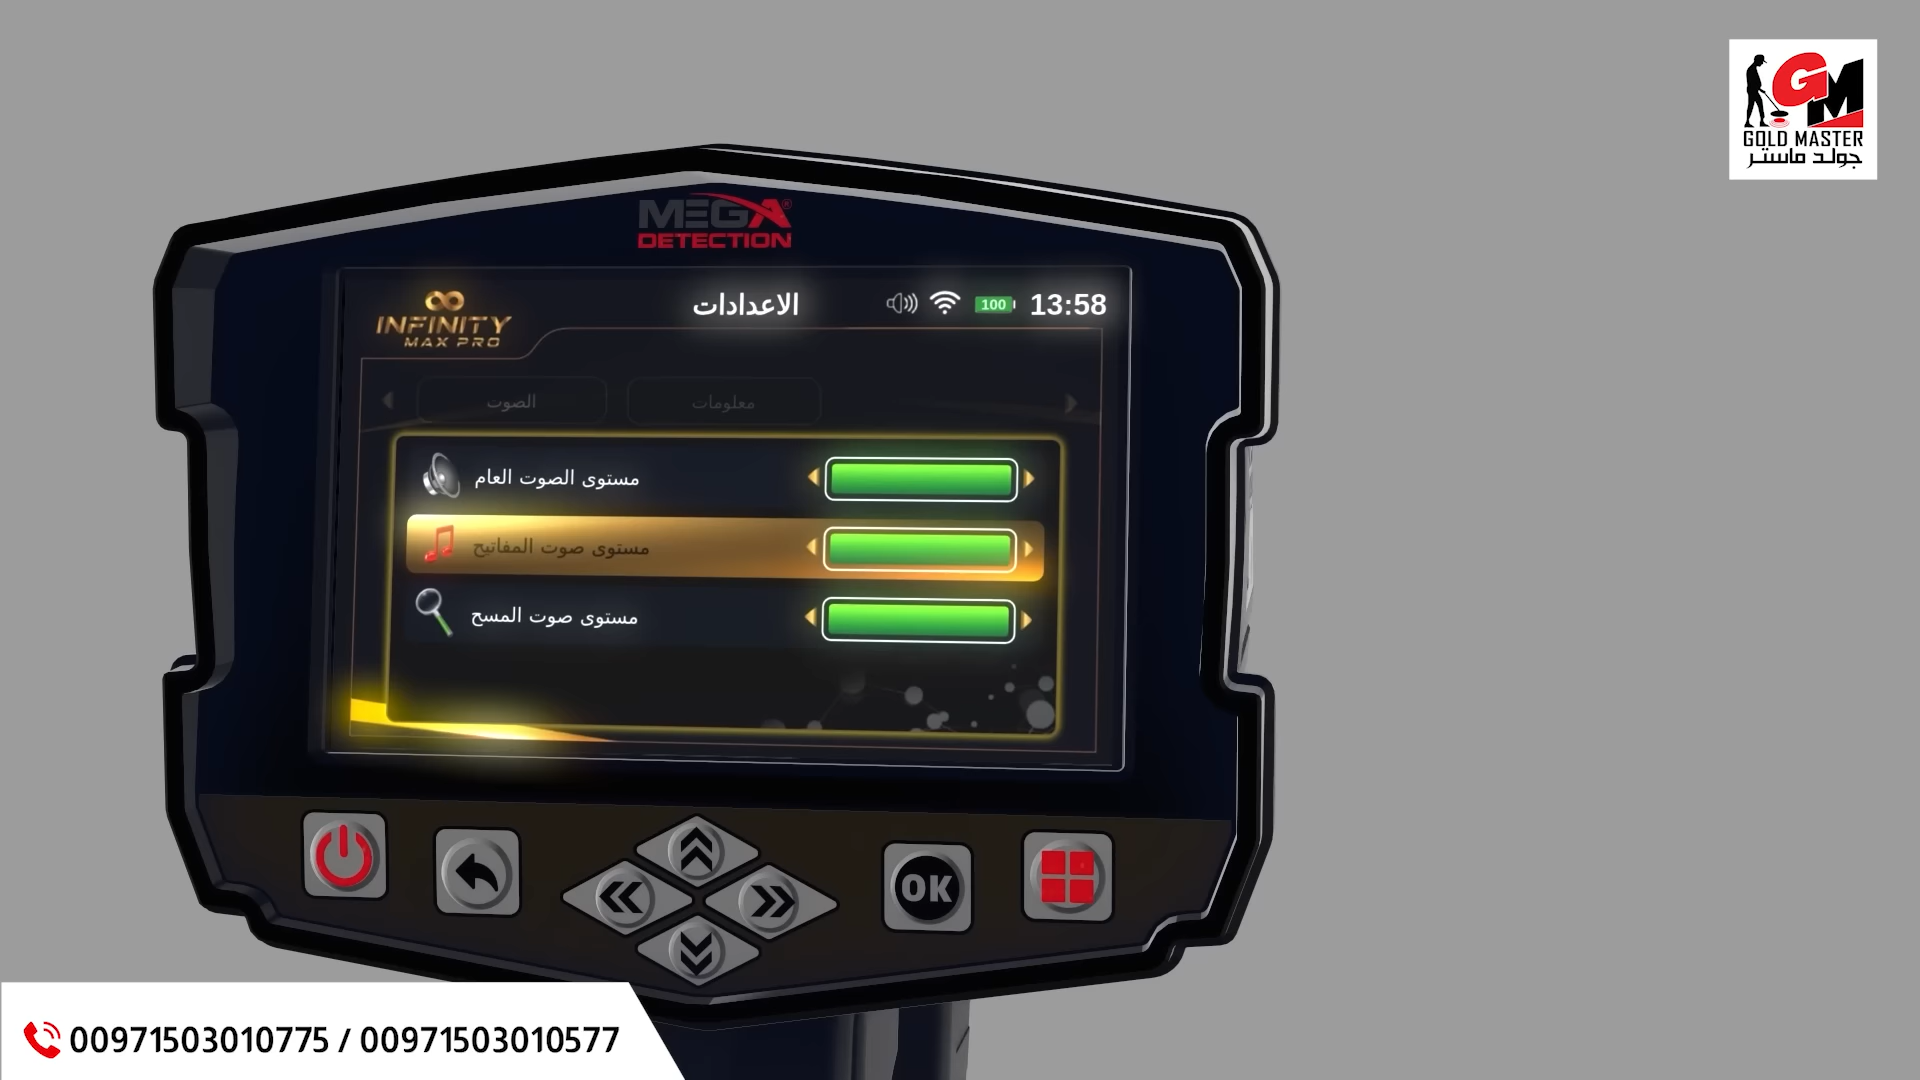 GM
GOLD MASTER
جولد ماستر
MEGA®
DETECTION
INFINITY
MAX PRO
الاعدادات
100
13:58
الصوت
معلومات
مستوى الصوت العام
مستوى صوت المفاتيح
مستوى صوت المسح
OK
00971503010775 / 00971503010577